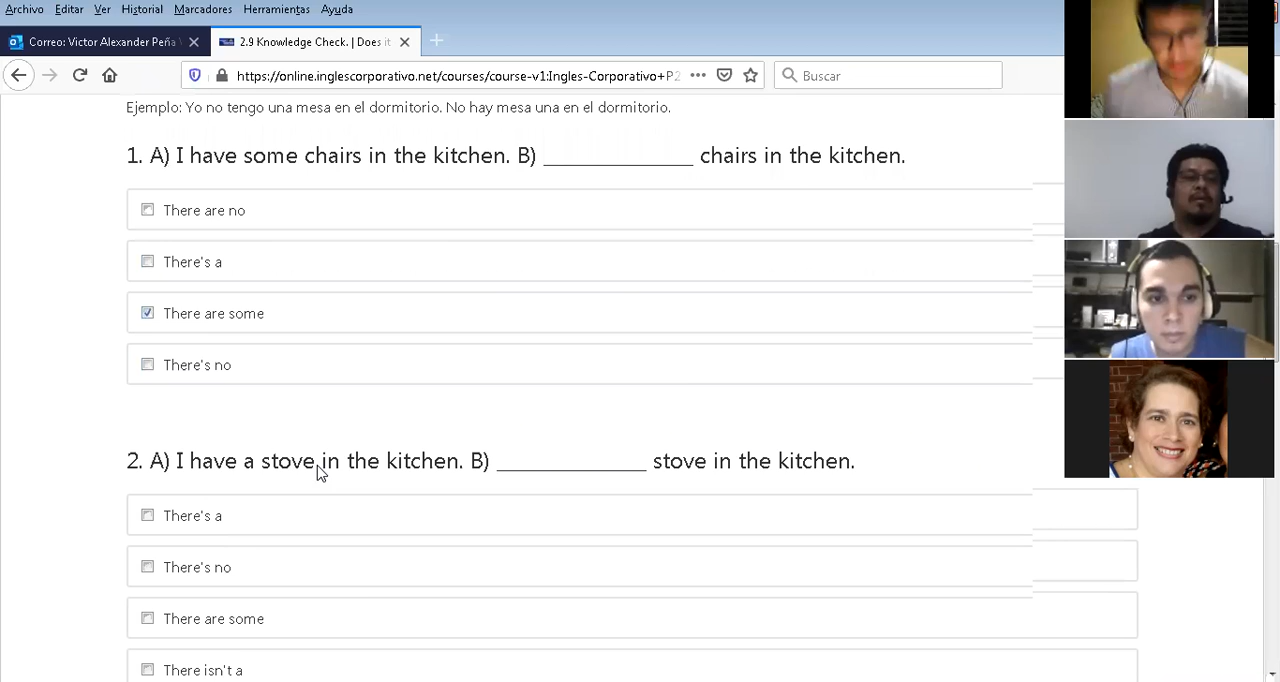 Archivo Editar Ver Historial Marcadores Herramientas Ayuda
Correo: Victor Alexander Peña
2.9 Knowledge Check. | Does it
https://online.inglescorporativo.net/courses/course-v1:Ingles-Corporativo+P2
Buscar
Ejemplo: Yo no tengo una mesa en el dormitorio. No hay mesa una en el dormitorio.
1. A) I have some chairs in the kitchen. B) ______________ chairs in the kitchen.
There are no
There's a
There are some
There's no
2. A) I have a stove in the kitchen. B) ______________ stove in the kitchen.
There's a
There's no
There are some
There isn't a